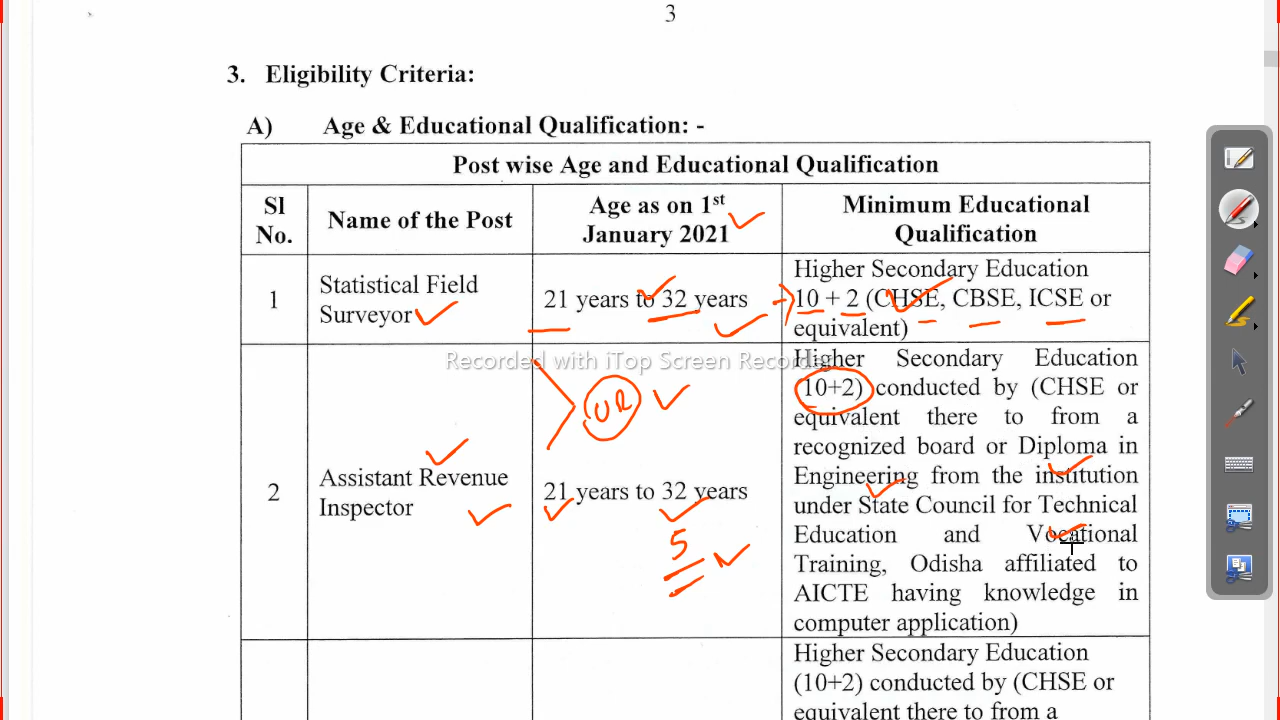 3
3. Eligibility Criteria:
A) Age & Educational Qualification: -
Post wise Age and Educational Qualification
Sl No.
Name of the Post
Age as on 1st
January 2021
Minimum Educational
Qualification
1
Statistical Field
Surveyor
21 years to 32 years
Higher Secondary Education
10 + 2 (CHSE, CBSE, ICSE or
equivalent)
Recorded with iTop Screen Recorder
2
Assistant Revenue
Inspector
UR
21 years to 32 years
5
Higher Secondary Education
(10+2) conducted by (CHSE or
equivalent there to from a
recognized board or Diploma in
Engineering from the institution
under State Council for Technical
Education and Vocational
Training, Odisha affiliated to
AICTE having knowledge in
computer application)
Higher Secondary Education
(10+2) conducted by (CHSE or
equivalent there to from a